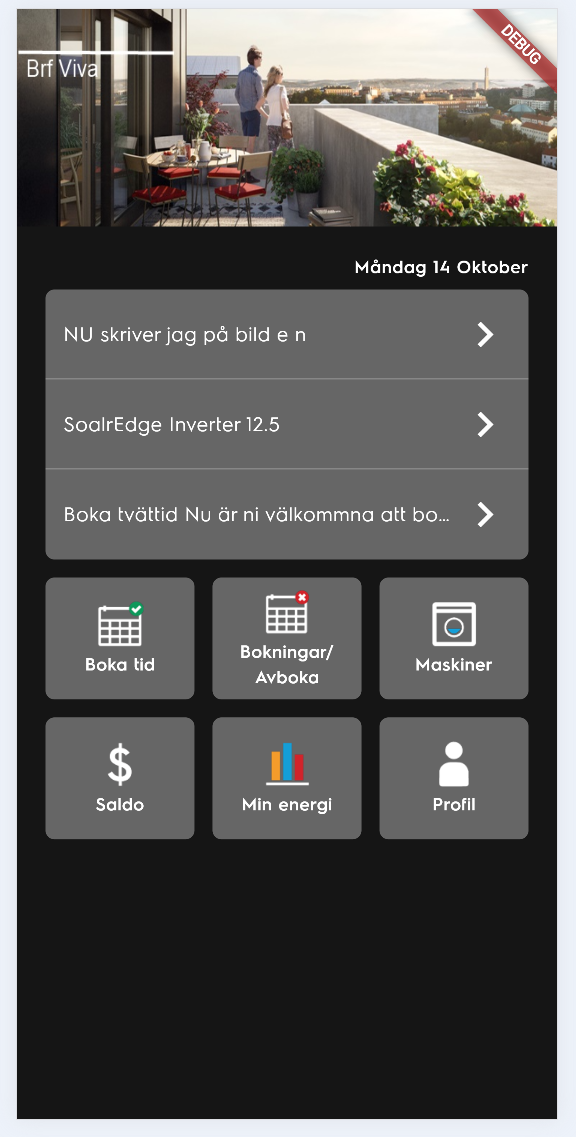 Brf Viva
DEBUG
Måndag 14 Oktober
NU skriver jag på bild e n
SoalrEdge Inverter 12.5
Boka tvättid Nu är ni välkommna att bo...
Boka tid
Bokningar/
Avboka
Maskiner
$
Saldo
Min energi
Profil